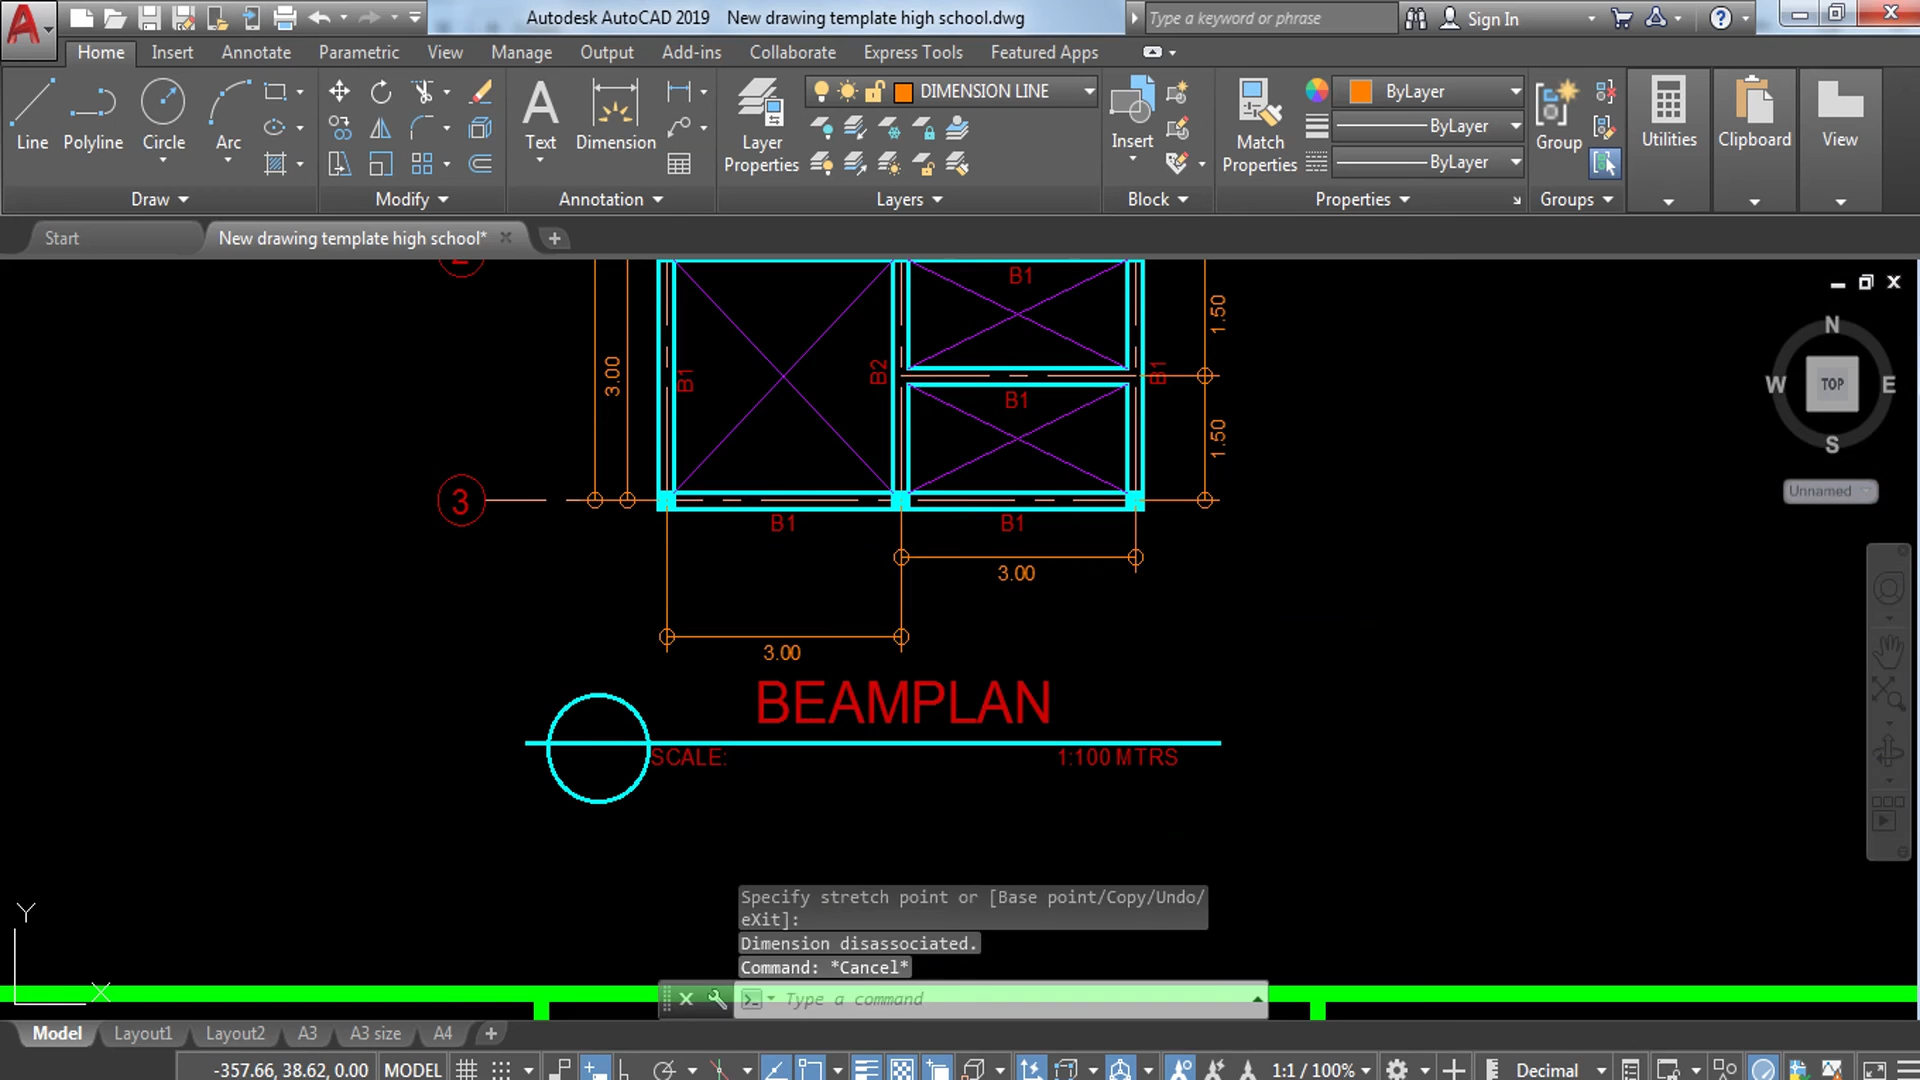 Autodesk AutoCAD 2019 New drawing template high school.dwg
Type a keyword or phrase
Sign In
Home Insert Annotate Parametric View Manage Output Add-ins Collaborate Express Tools Featured Apps
Line Polyline Circle Arc
Text Dimension
Layer Properties
DIMENSION LINE
Insert
Match Properties
ByLayer
ByLayer
ByLayer
Group
Utilities
Clipboard
View
Draw Modify Annotation Layers Block Properties Groups
Start
New drawing template high school*
B1
1.50
3.00
B1
B2
B1
B1
1.50
3
B1
B1
3.00
3.00
BEAMPLAN
SCALE:
1:100 MTRS
N
W TOP E
S
Unnamed
Specify stretch point or [Base point/Copy/Undo/
eXit]:
Dimension disassociated.
Command: *Cancel*
Type a command
Y
X
Model Layout1 Layout2 A3 A3 size A4
-357.66, 38.62, 0.00 MODEL 1:1 / 100% Decimal